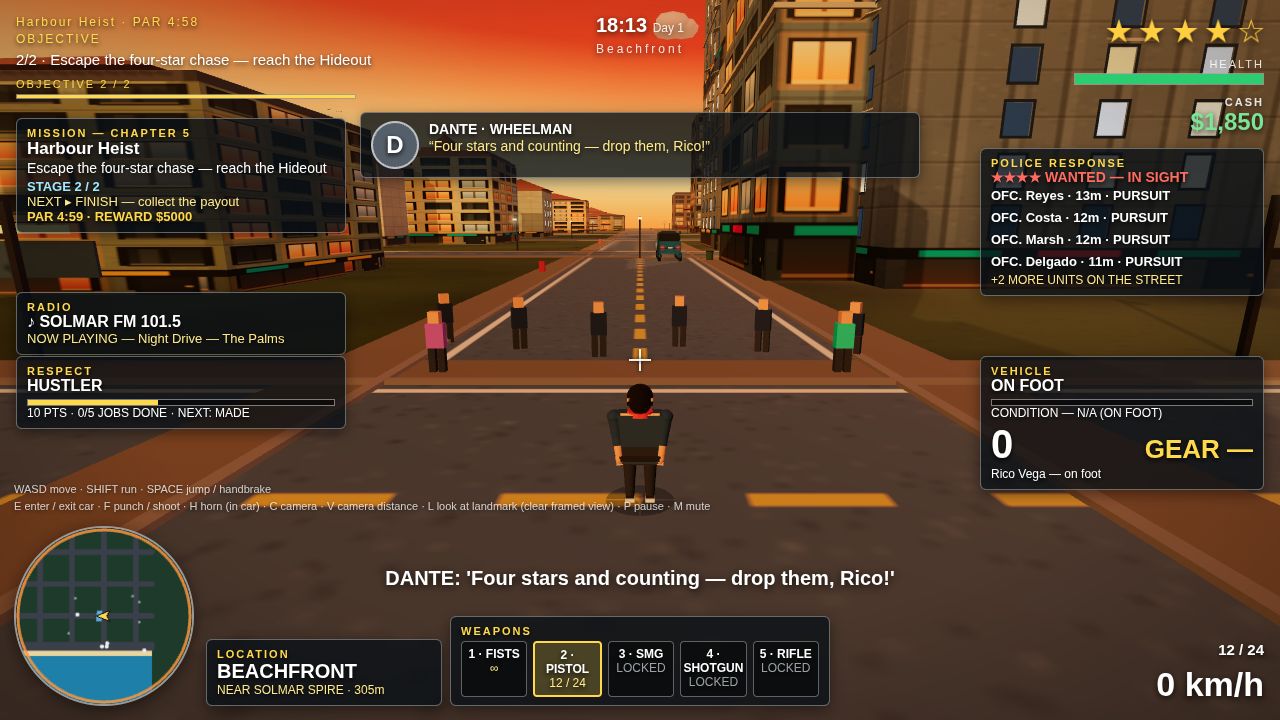 Harbour Heist · PAR 4:58
OBJECTIVE
2/2 · Escape the four-star chase — reach the Hideout
OBJECTIVE 2 / 2
18:13 Day 1
Beachfront
★★★★☆
HEALTH
CASH
$1,850
MISSION — CHAPTER 5
Harbour Heist
Escape the four-star chase — reach the Hideout
STAGE 2 / 2
NEXT ▸ FINISH — collect the payout
PAR 4:59 · REWARD $5000
D
DANTE · WHEELMAN
“Four stars and counting — drop them, Rico!”
POLICE RESPONSE
★★★★ WANTED — IN SIGHT
OFC. Reyes · 13m · PURSUIT
OFC. Costa · 12m · PURSUIT
OFC. Marsh · 12m · PURSUIT
OFC. Delgado · 11m · PURSUIT
+2 MORE UNITS ON THE STREET
RADIO
♪ SOLMAR FM 101.5
NOW PLAYING — Night Drive — The Palms
RESPECT
HUSTLER
10 PTS · 0/5 JOBS DONE · NEXT: MADE
VEHICLE
ON FOOT
CONDITION — N/A (ON FOOT)
0 GEAR —
Rico Vega — on foot
WASD move · SHIFT run · SPACE jump / handbrake
E enter / exit car · F punch / shoot · H horn (in car) · C camera · V camera distance · L look at landmark (clear framed view) · P pause · M mute
DANTE: 'Four stars and counting — drop them, Rico!'
LOCATION
BEACHFRONT
NEAR SOLMAR SPIRE · 305m
WEAPONS
1 · FISTS
∞
2 · PISTOL
12 / 24
3 · SMG
LOCKED
4 · SHOTGUN
LOCKED
5 · RIFLE
LOCKED
12 / 24
0 km/h